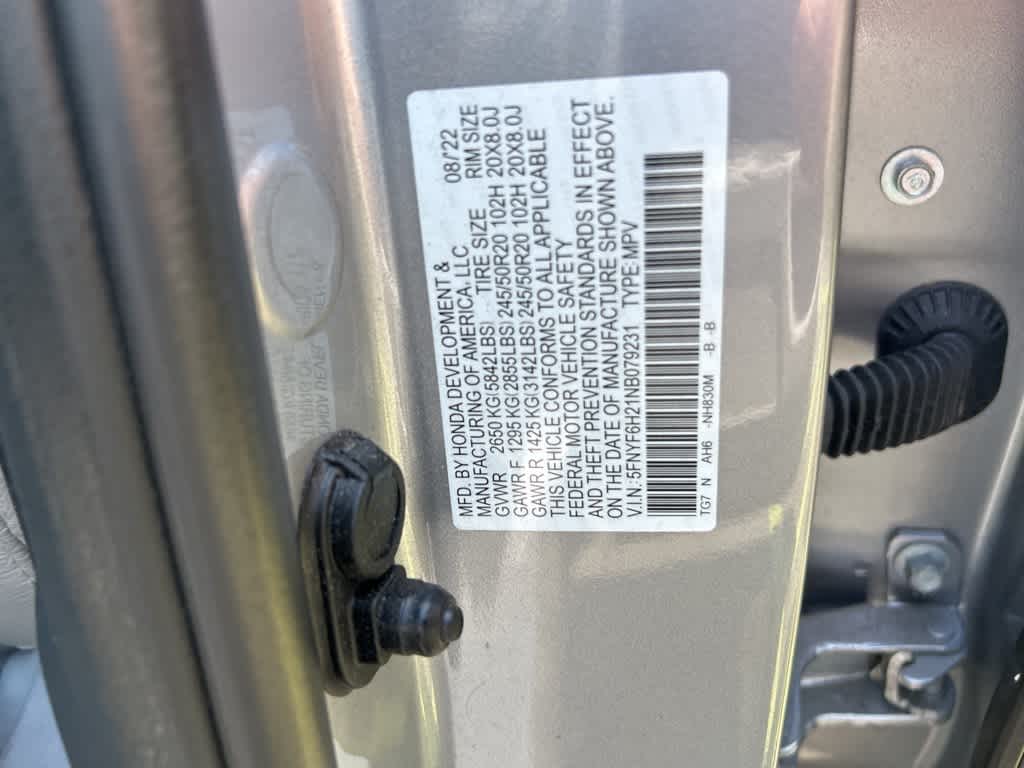 MFD. BY HONDA DEVELOPMENT &
MANUFACTURING OF AMERICA, LLC 08/22
GVWR 2650 KG(5842LBS) TIRE SIZE RIM SIZE
GAWR F 1295 KG(2855LBS) 245/50R20 102H 20X8.0J
GAWR R 1425 KG(3142LBS) 245/50R20 102H 20X8.0J
THIS VEHICLE CONFORMS TO ALL APPLICABLE
FEDERAL MOTOR VEHICLE SAFETY
AND THEFT PREVENTION STANDARDS IN EFFECT
ON THE DATE OF MANUFACTURE SHOWN ABOVE.
V.I.N.:5FNYF6H21NB079231 TYPE:MPV
TG7 N AH6 -NH830M -B -B